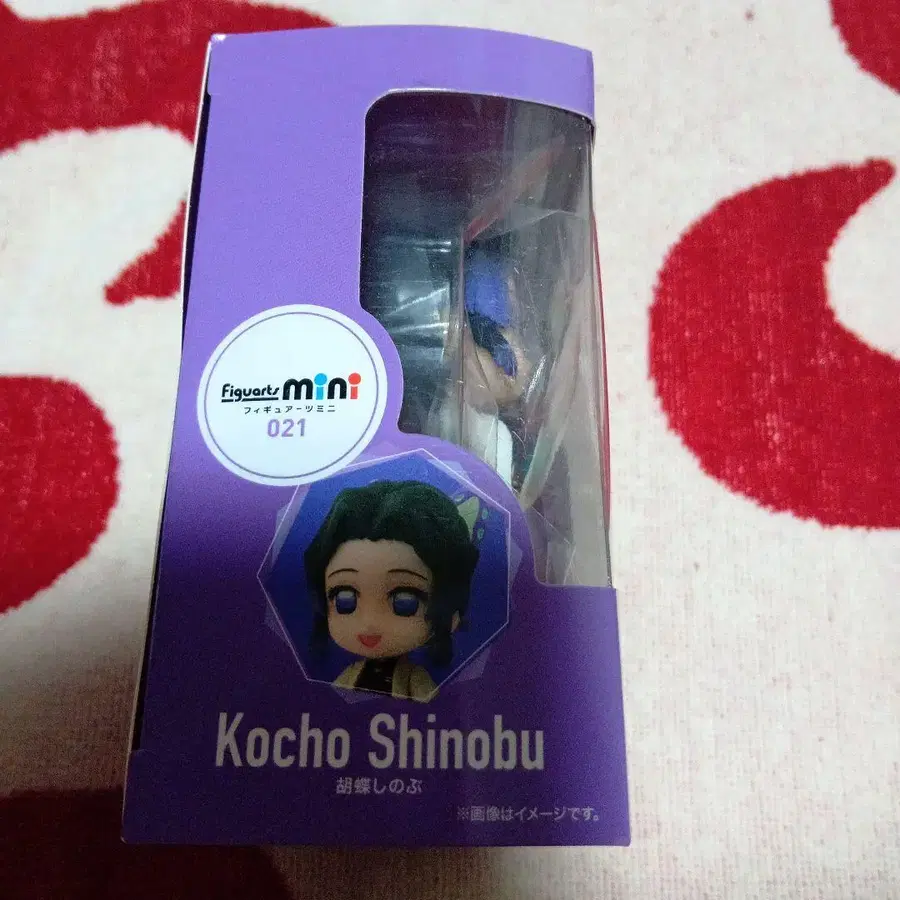 Figuarts mini
フィギュアーツミニ
021
Kocho Shinobu
胡蝶しのぶ
※画像はイメージです。